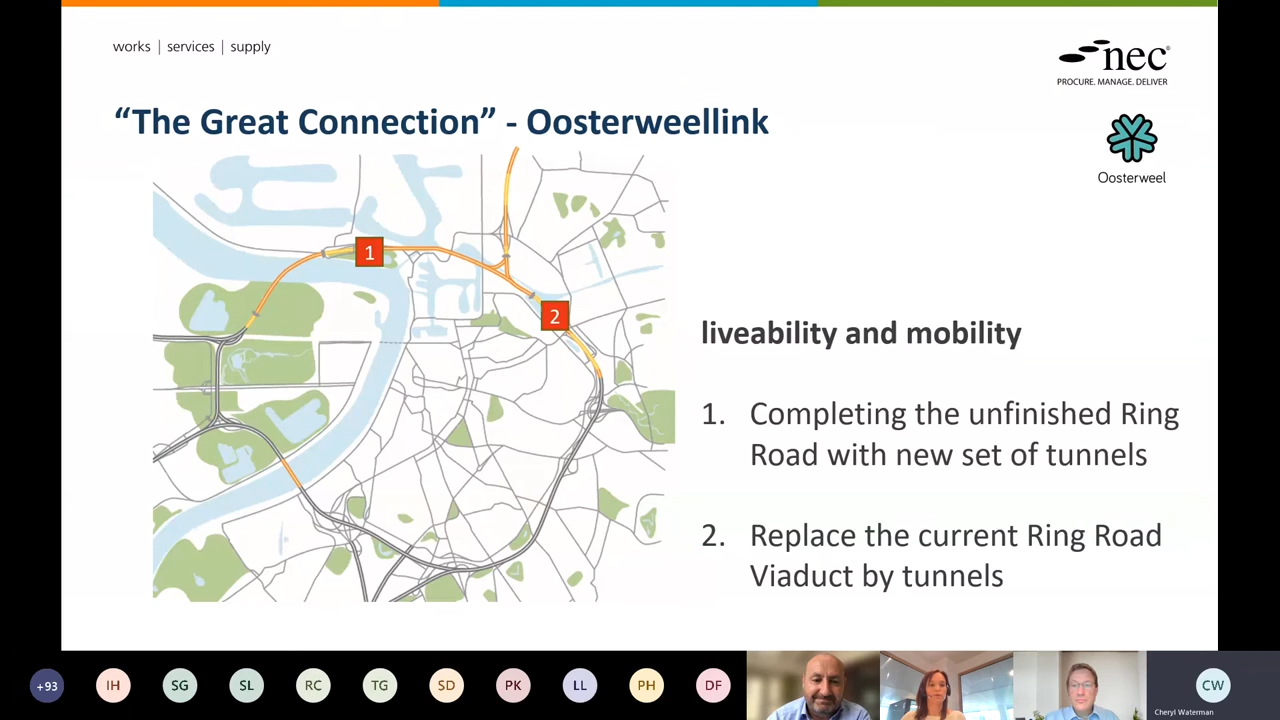 works | services | supply
nec®
PROCURE. MANAGE. DELIVER
“The Great Connection” - Oosterweellink
Oosterweel
1
2
liveability and mobility
1. Completing the unfinished Ring
Road with new set of tunnels
2. Replace the current Ring Road
Viaduct by tunnels
+93 IH SG SL RC TG SD PK LL PH DF CW
Cheryl Waterman